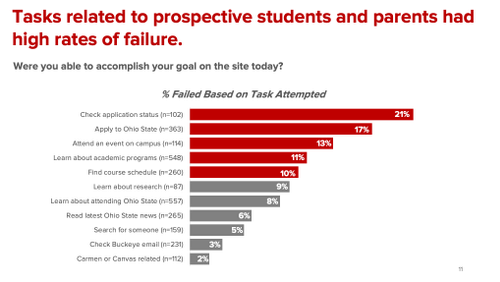 Tasks related to prospective students and parents had
high rates of failure.
Were you able to accomplish your goal on the site today?
% Failed Based on Task Attempted
Check application status (n=102) 21%
Apply to Ohio State (n=363) 17%
Attend an event on campus (n=114) 13%
Learn about academic programs (n=548) 11%
Find course schedule (n=260) 10%
Learn about research (n=87) 9%
Learn about attending Ohio State (n=557) 8%
Read latest Ohio State news (n=265) 6%
Search for someone (n=159) 5%
Check Buckeye email (n=231) 3%
Carmen or Canvas related (n=112) 2%